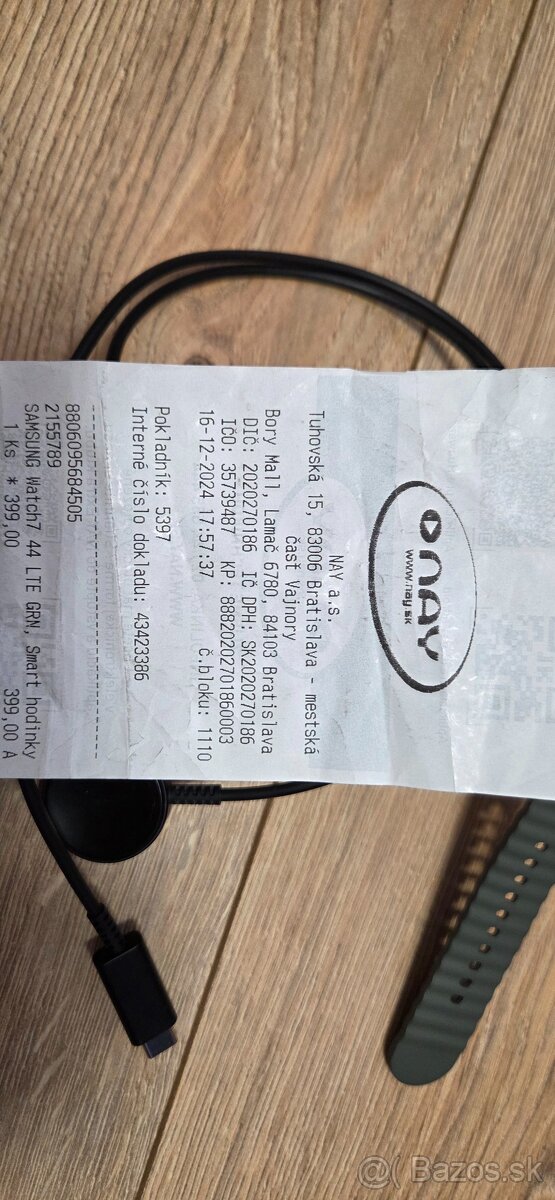 NAY
www.nay.sk
NAY a.s.
Tuhovská 15, 83006 Bratislava - mestská
časť Vajnory
Bory Mall, Lamač 6780, 84103 Bratislava
DIČ: 2020270186 IČ DPH: SK2020270186
IČO: 35739487 KP: 88820202701860003
16-12-2024 17:57:37 č.bloku: 1110
Pokladník: 5397
Interné číslo dokladu: 43423386
--------------------------------
8806095684505
2155789
SAMSUNG Watch7 44 LTE GRN, Smart hodinky
1 Ks * 399,00 399,00 A
Bazos.sk